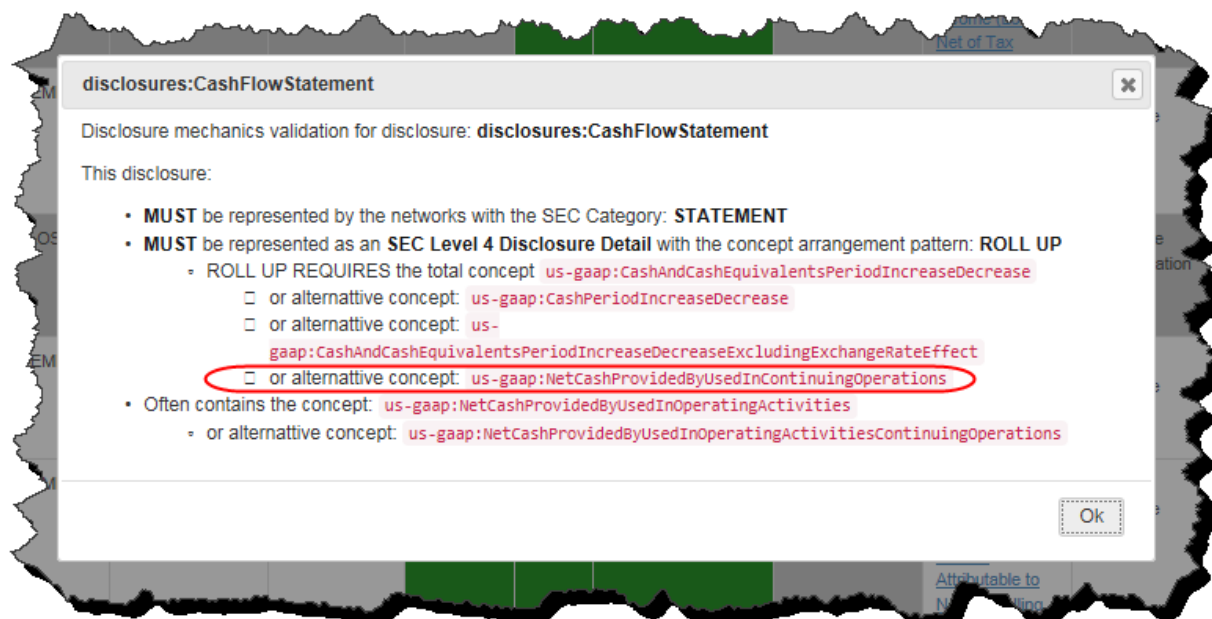 Net of Tax
disclosures:CashFlowStatement
Disclosure mechanics validation for disclosure: disclosures:CashFlowStatement
This disclosure:
• MUST be represented by the networks with the SEC Category: STATEMENT
• MUST be represented as an SEC Level 4 Disclosure Detail with the concept arrangement pattern: ROLL UP
◦ ROLL UP REQUIRES the total concept us-gaap:CashAndCashEquivalentsPeriodIncreaseDecrease
□ or alternattive concept: us-gaap:CashPeriodIncreaseDecrease
□ or alternattive concept: us-
gaap:CashAndCashEquivalentsPeriodIncreaseDecreaseExcludingExchangeRateEffect
□ or alternattive concept: us-gaap:NetCashProvidedByUsedInContinuingOperations
• Often contains the concept: us-gaap:NetCashProvidedByUsedInOperatingActivities
◦ or alternattive concept: us-gaap:NetCashProvidedByUsedInOperatingActivitiesContinuingOperations
Ok
Attributable to